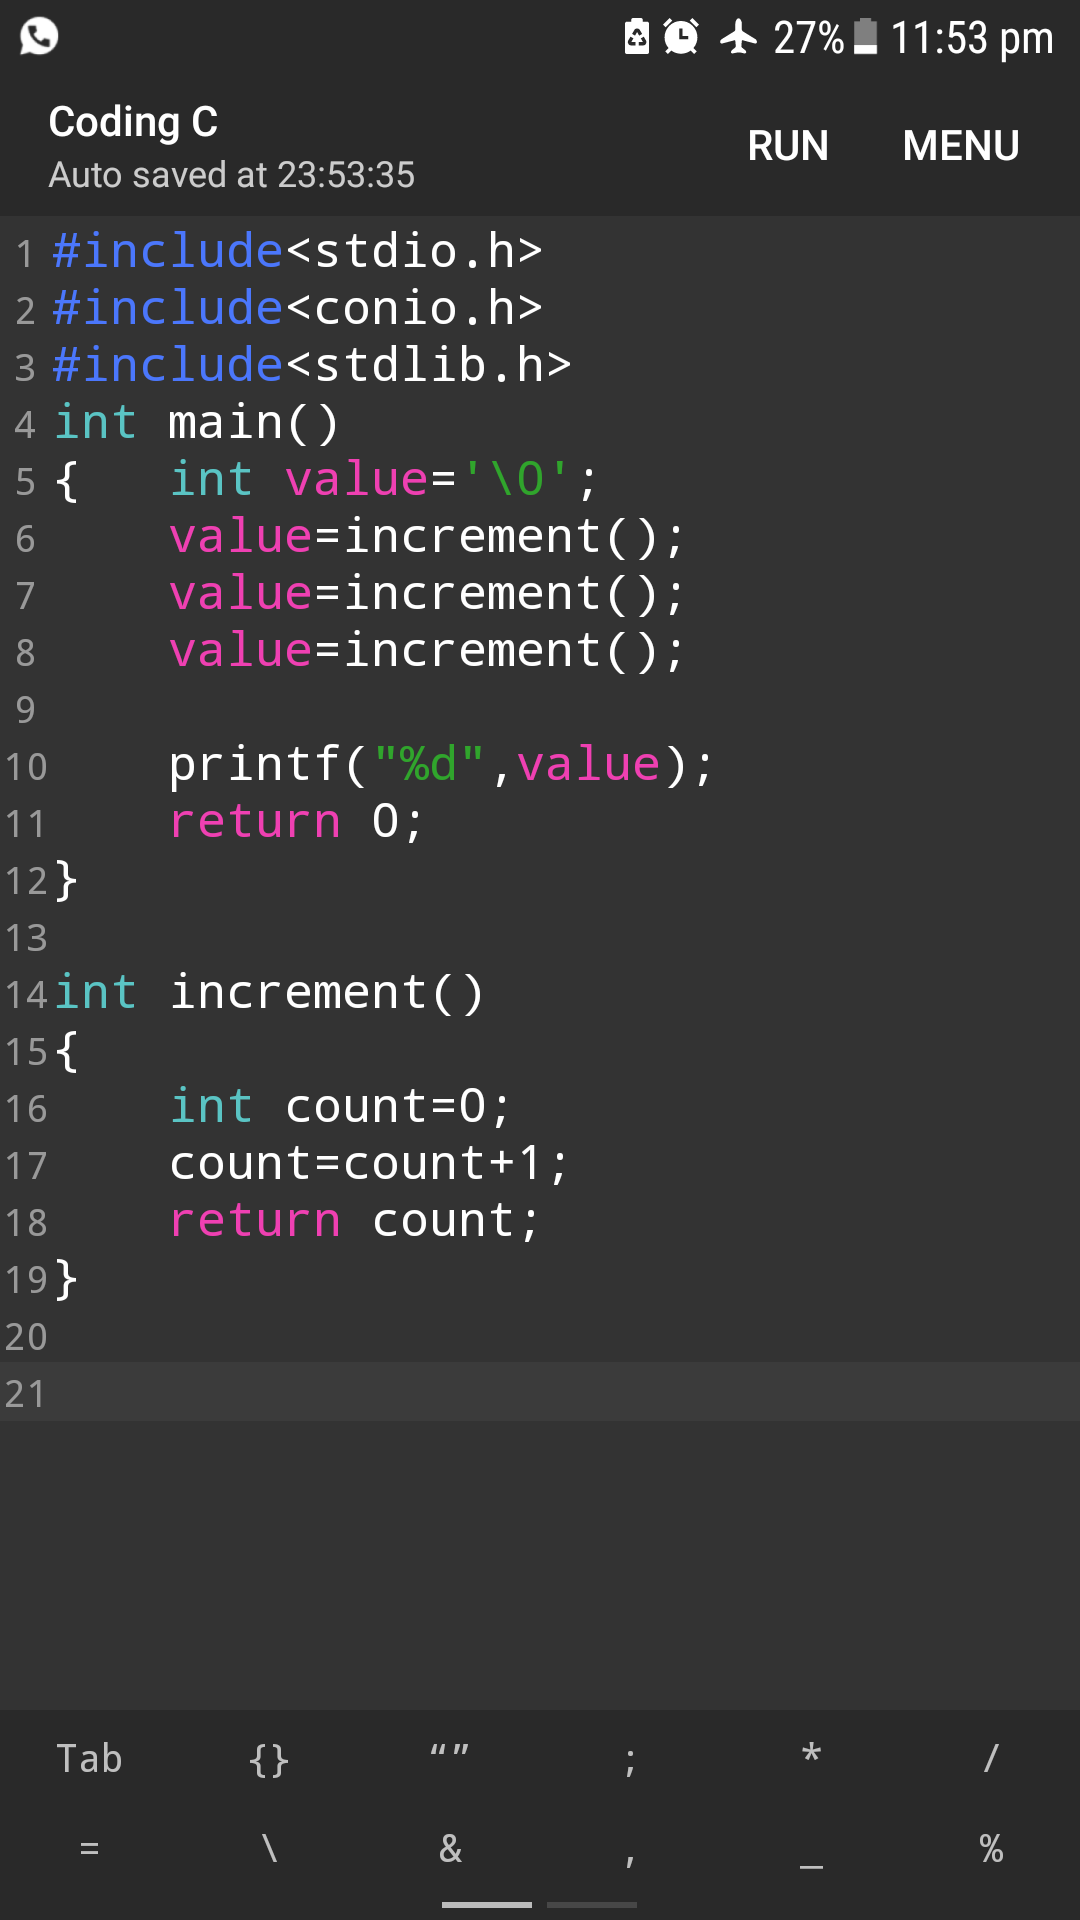 27% 11:53 pm
Coding C
Auto saved at 23:53:35
RUN MENU
1 #include<stdio.h>
2 #include<conio.h>
3 #include<stdlib.h>
4 int main()
5 {   int value='\0';
6     value=increment();
7     value=increment();
8     value=increment();
9
10     printf("%d",value);
11     return 0;
12 }
13
14 int increment()
15 {
16     int count=0;
17     count=count+1;
18     return count;
19 }
20
21
Tab {} “” ; * /
= \ & , _ %